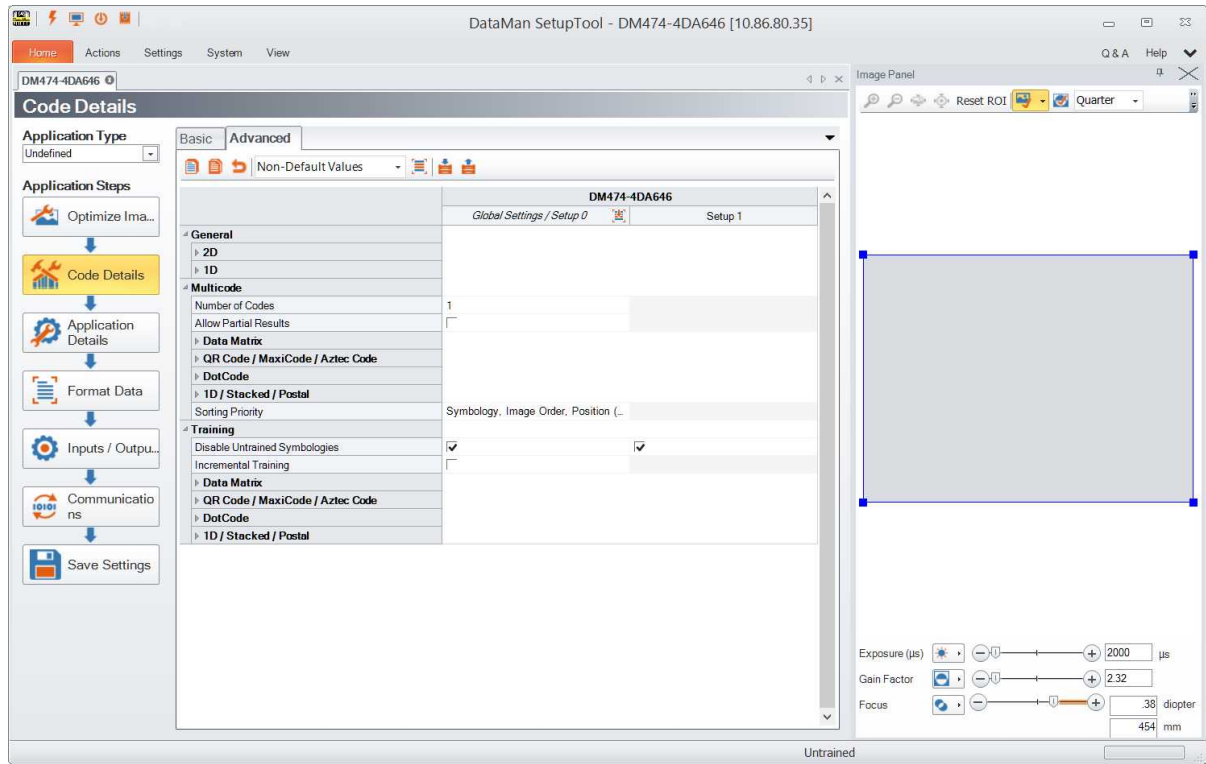 DataMan SetupTool - DM474-4DA646 [10.86.80.35]
Home Actions Settings System View Q & A Help
DM474-4DA646
Code Details
Application Type
Undefined
Application Steps
Optimize Ima...
Code Details
Application
Details
Format Data
Inputs / Outpu...
Communicatio
ns
Save Settings
Basic Advanced
Non-Default Values
DM474-4DA646
Global Settings / Setup 0 Setup 1
General
2D
1D
Multicode
Number of Codes 1
Allow Partial Results
Data Matrix
QR Code / MaxiCode / Aztec Code
DotCode
1D / Stacked / Postal
Sorting Priority Symbology, Image Order, Position (...
Training
Disable Untrained Symbologies
Incremental Training
Data Matrix
QR Code / MaxiCode / Aztec Code
DotCode
1D / Stacked / Postal
Image Panel
Reset ROI Quarter
Exposure (µs) 2000 µs
Gain Factor 2.32
Focus .38 diopter
454 mm
Untrained